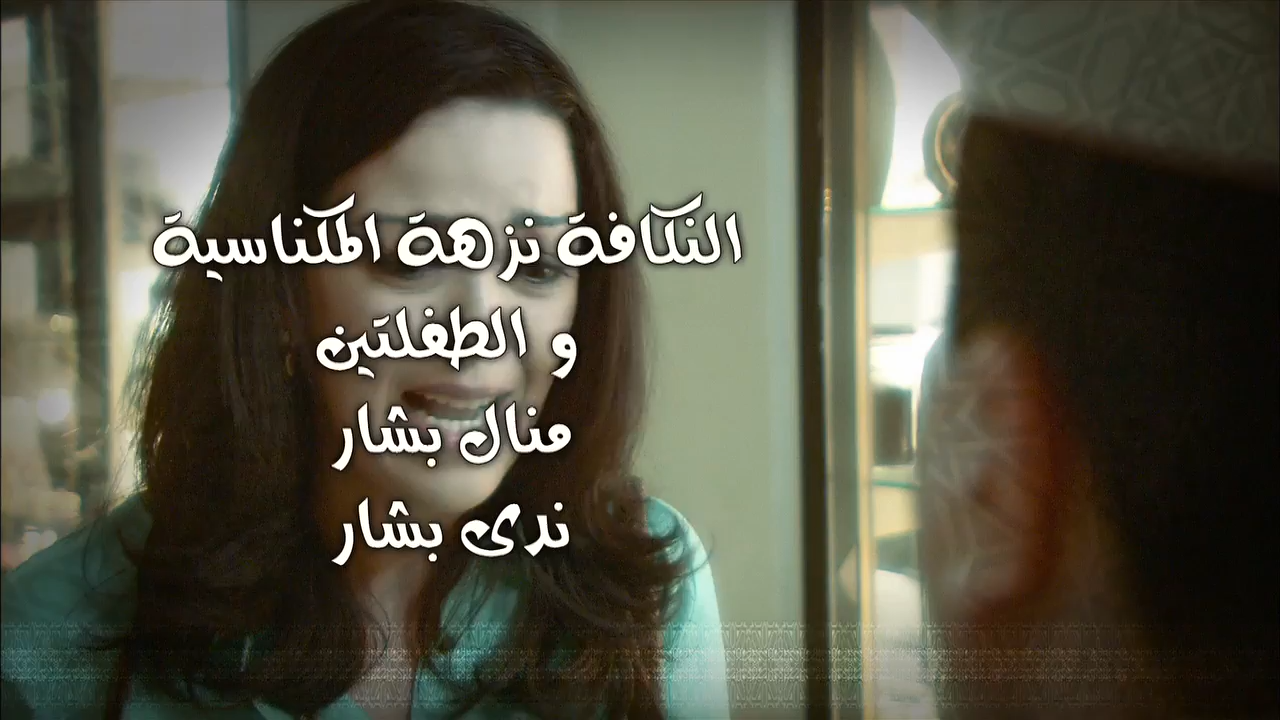 النكافة نزهة المكناسية
و الطفلتين
منال بشار
ندى بشار